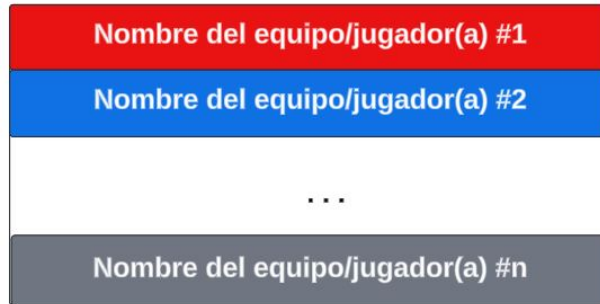 Nombre del equipo/jugador(a) #1
Nombre del equipo/jugador(a) #2
...
Nombre del equipo/jugador(a) #n